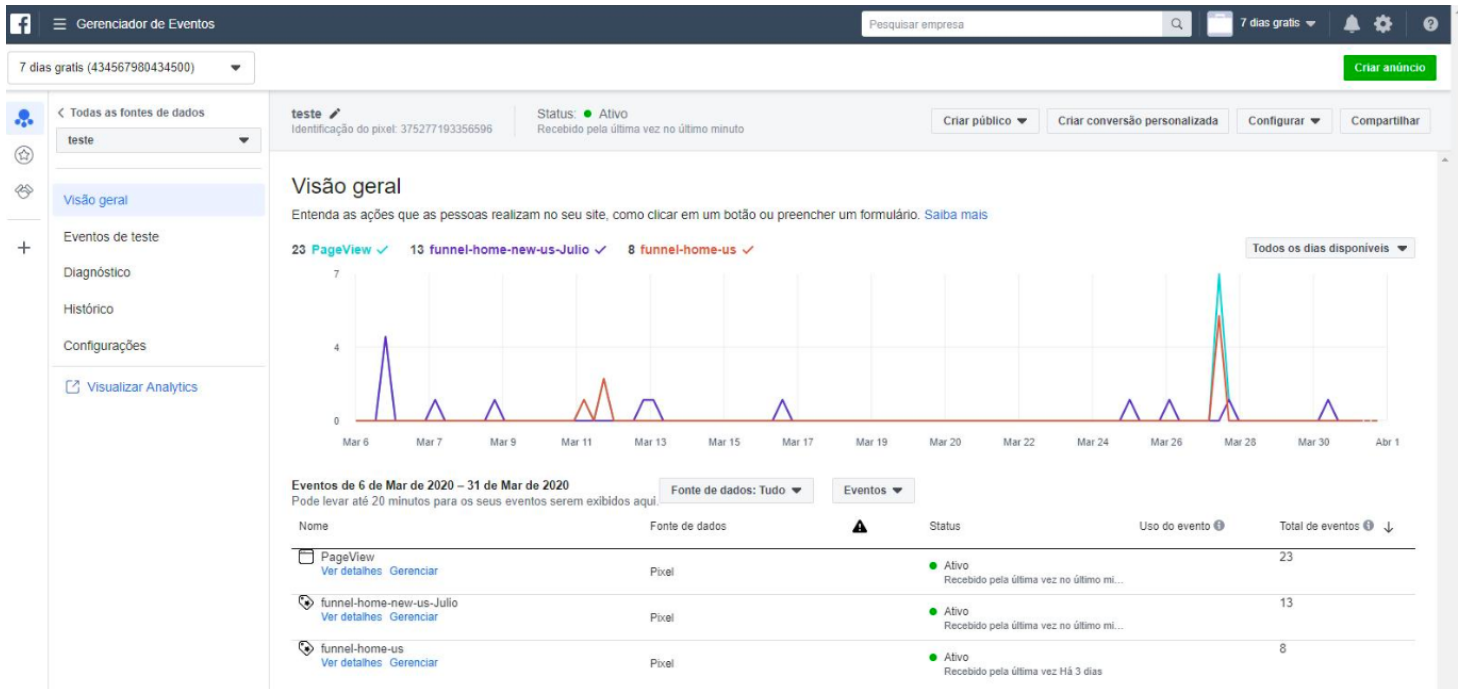 Gerenciador de Eventos
Pesquisar empresa
7 dias gratis
7 dias gratis (434567980434500)
Criar anúncio
Todas as fontes de dados
teste
Visão geral
Eventos de teste
Diagnóstico
Histórico
Configurações
Visualizar Analytics
teste
Identificação do pixel: 375277193356596
Status: Ativo
Recebido pela última vez no último minuto
Criar público
Criar conversão personalizada
Configurar
Compartilhar
Visão geral
Entenda as ações que as pessoas realizam no seu site, como clicar em um botão ou preencher um formulário. Saiba mais
23 PageView 13 funnel-home-new-us-Julio 8 funnel-home-us
Todos os dias disponíveis
7
4
0
Mar 6 Mar 7 Mar 9 Mar 11 Mar 13 Mar 15 Mar 17 Mar 19 Mar 20 Mar 22 Mar 24 Mar 26 Mar 28 Mar 30 Abr 1
Eventos de 6 de Mar de 2020 – 31 de Mar de 2020
Pode levar até 20 minutos para os seus eventos serem exibidos aqui.
Fonte de dados: Tudo
Eventos
Nome Fonte de dados Status Uso do evento Total de eventos
PageView
Ver detalhes Gerenciar
Pixel
Ativo
Recebido pela última vez no último mi...
23
funnel-home-new-us-Julio
Ver detalhes Gerenciar
Pixel
Ativo
Recebido pela última vez no último mi...
13
funnel-home-us
Ver detalhes Gerenciar
Pixel
Ativo
Recebido pela última vez Há 3 dias
8